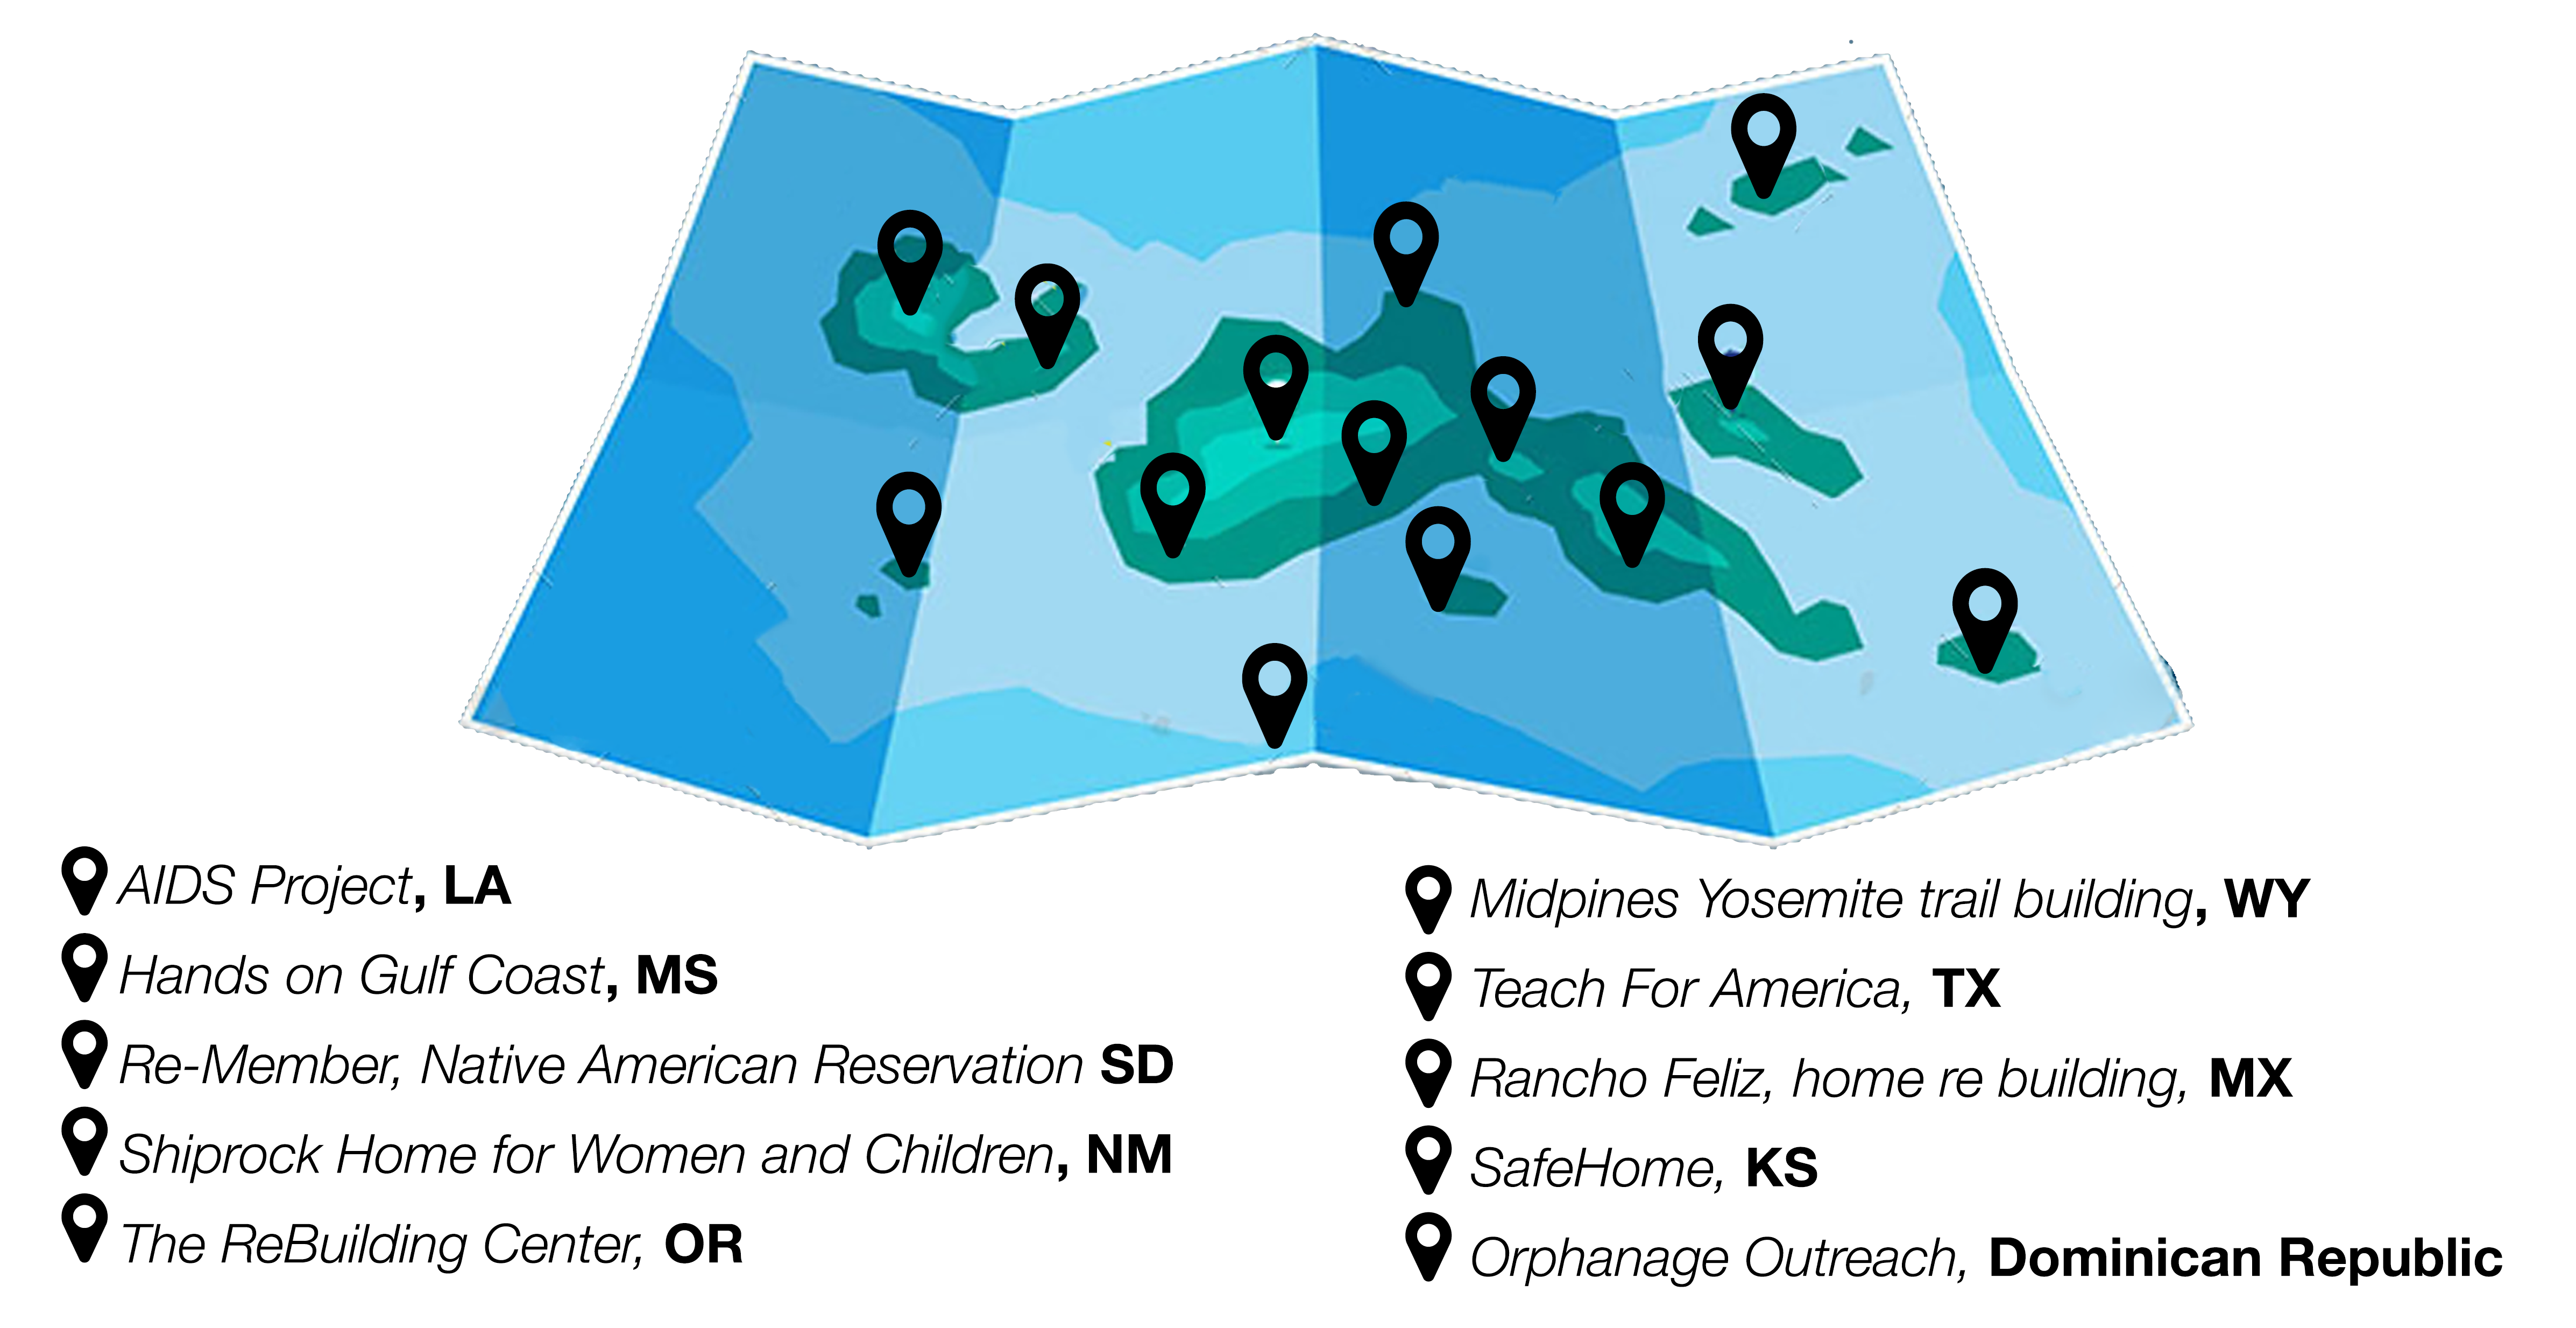 AIDS Project, LA
Hands on Gulf Coast, MS
Re-Member, Native American Reservation SD
Shiprock Home for Women and Children, NM
The ReBuilding Center, OR
Midpines Yosemite trail building, WY
Teach For America, TX
Rancho Feliz, home re building, MX
SafeHome, KS
Orphanage Outreach, Dominican Republic